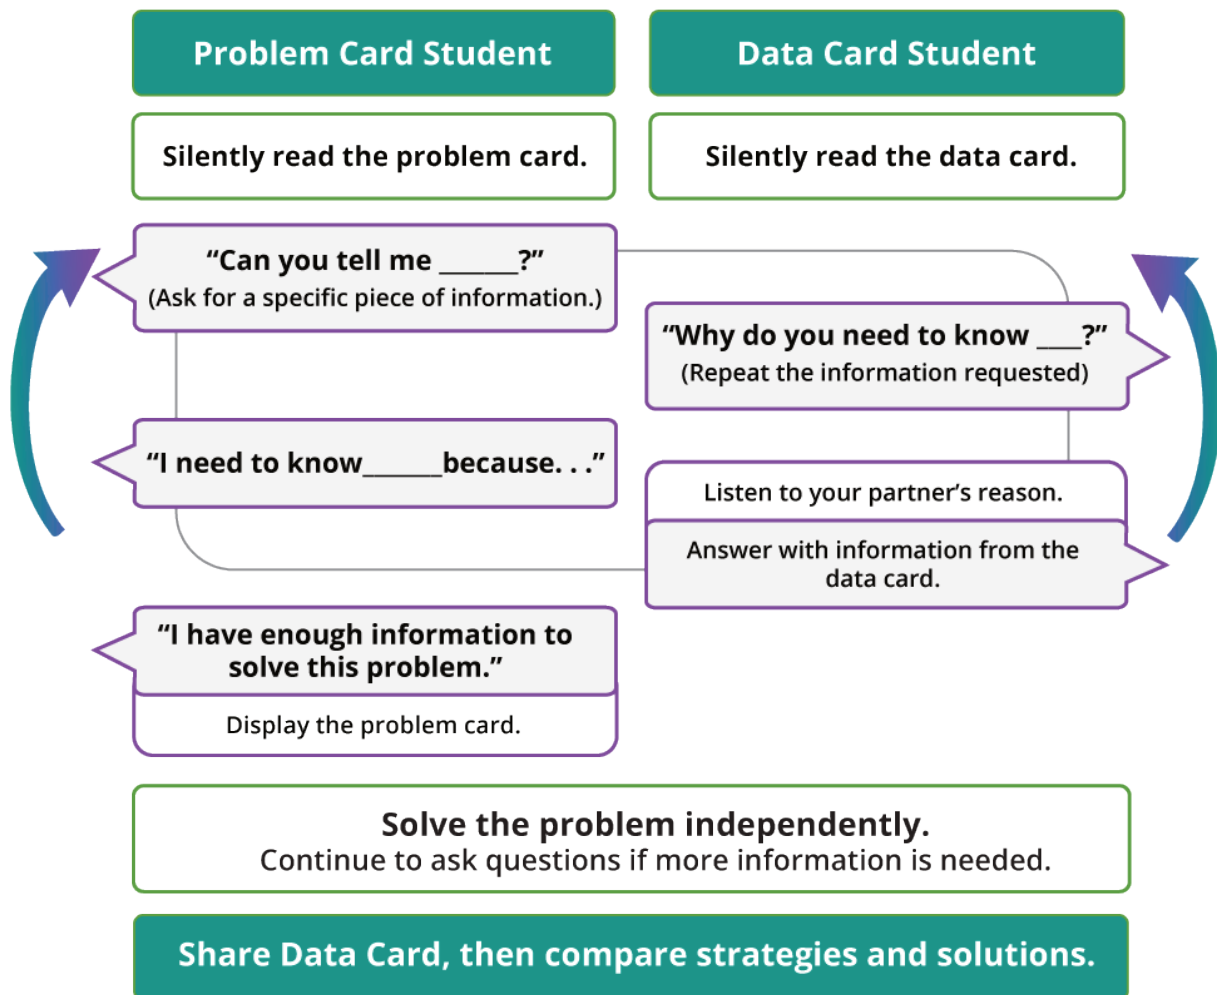 Problem Card Student
Data Card Student
Silently read the problem card.
Silently read the data card.
“Can you tell me ______?”
(Ask for a specific piece of information.)
“Why do you need to know ____?”
(Repeat the information requested)
“I need to know______because. . .”
Listen to your partner’s reason.
Answer with information from the
data card.
“I have enough information to
solve this problem.”
Display the problem card.
Solve the problem independently.
Continue to ask questions if more information is needed.
Share Data Card, then compare strategies and solutions.